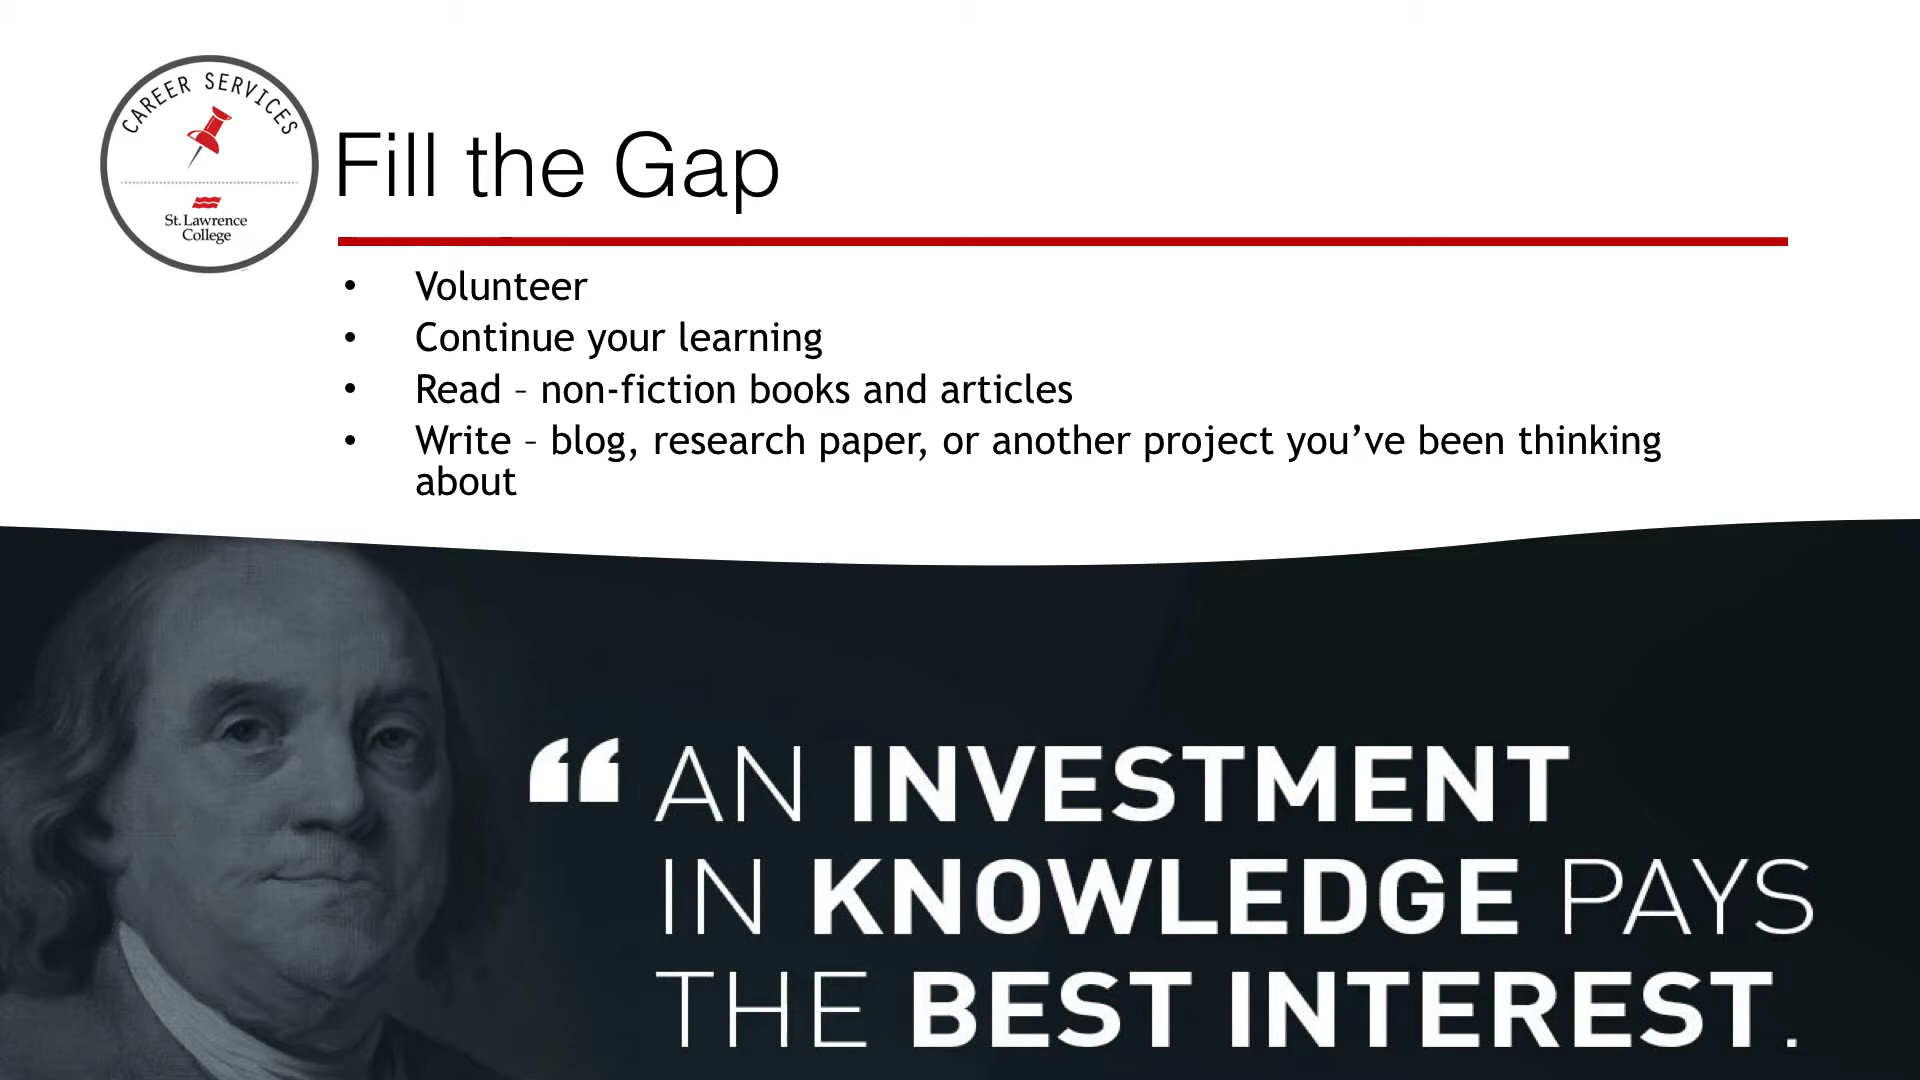 CAREER SERVICES
St. Lawrence
College
Fill the Gap
• Volunteer
• Continue your learning
• Read – non-fiction books and articles
• Write – blog, research paper, or another project you’ve been thinking
about
“ AN INVESTMENT
IN KNOWLEDGE PAYS
THE BEST INTEREST.